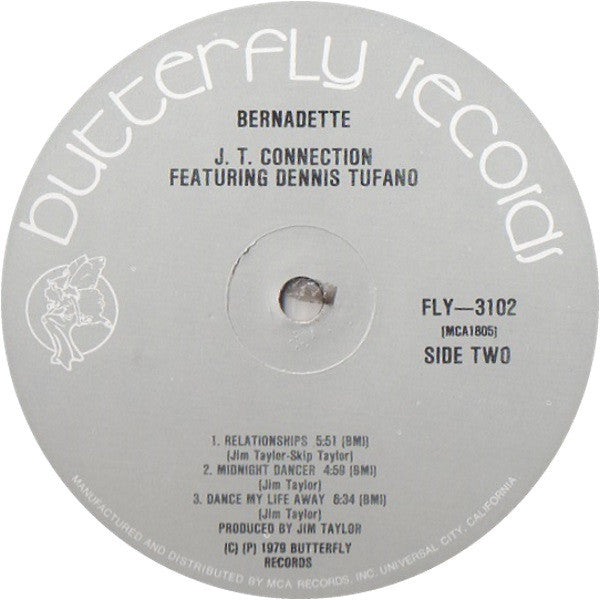 butterfly records
BERNADETTE
J. T. CONNECTION
FEATURING DENNIS TUFANO
FLY—3102
(MCA1805)
SIDE TWO
1. RELATIONSHIPS 5:51 (BMI)
(Jim Taylor-Skip Taylor)
2. MIDNIGHT DANCER 4:59 (BMI)
(Jim Taylor)
3. DANCE MY LIFE AWAY 6:34 (BMI)
(Jim Taylor)
PRODUCED BY JIM TAYLOR
(C) (P) 1979 BUTTERFLY
RECORDS
MANUFACTURED AND DISTRIBUTED BY MCA RECORDS, INC. UNIVERSAL CITY, CALIFORNIA